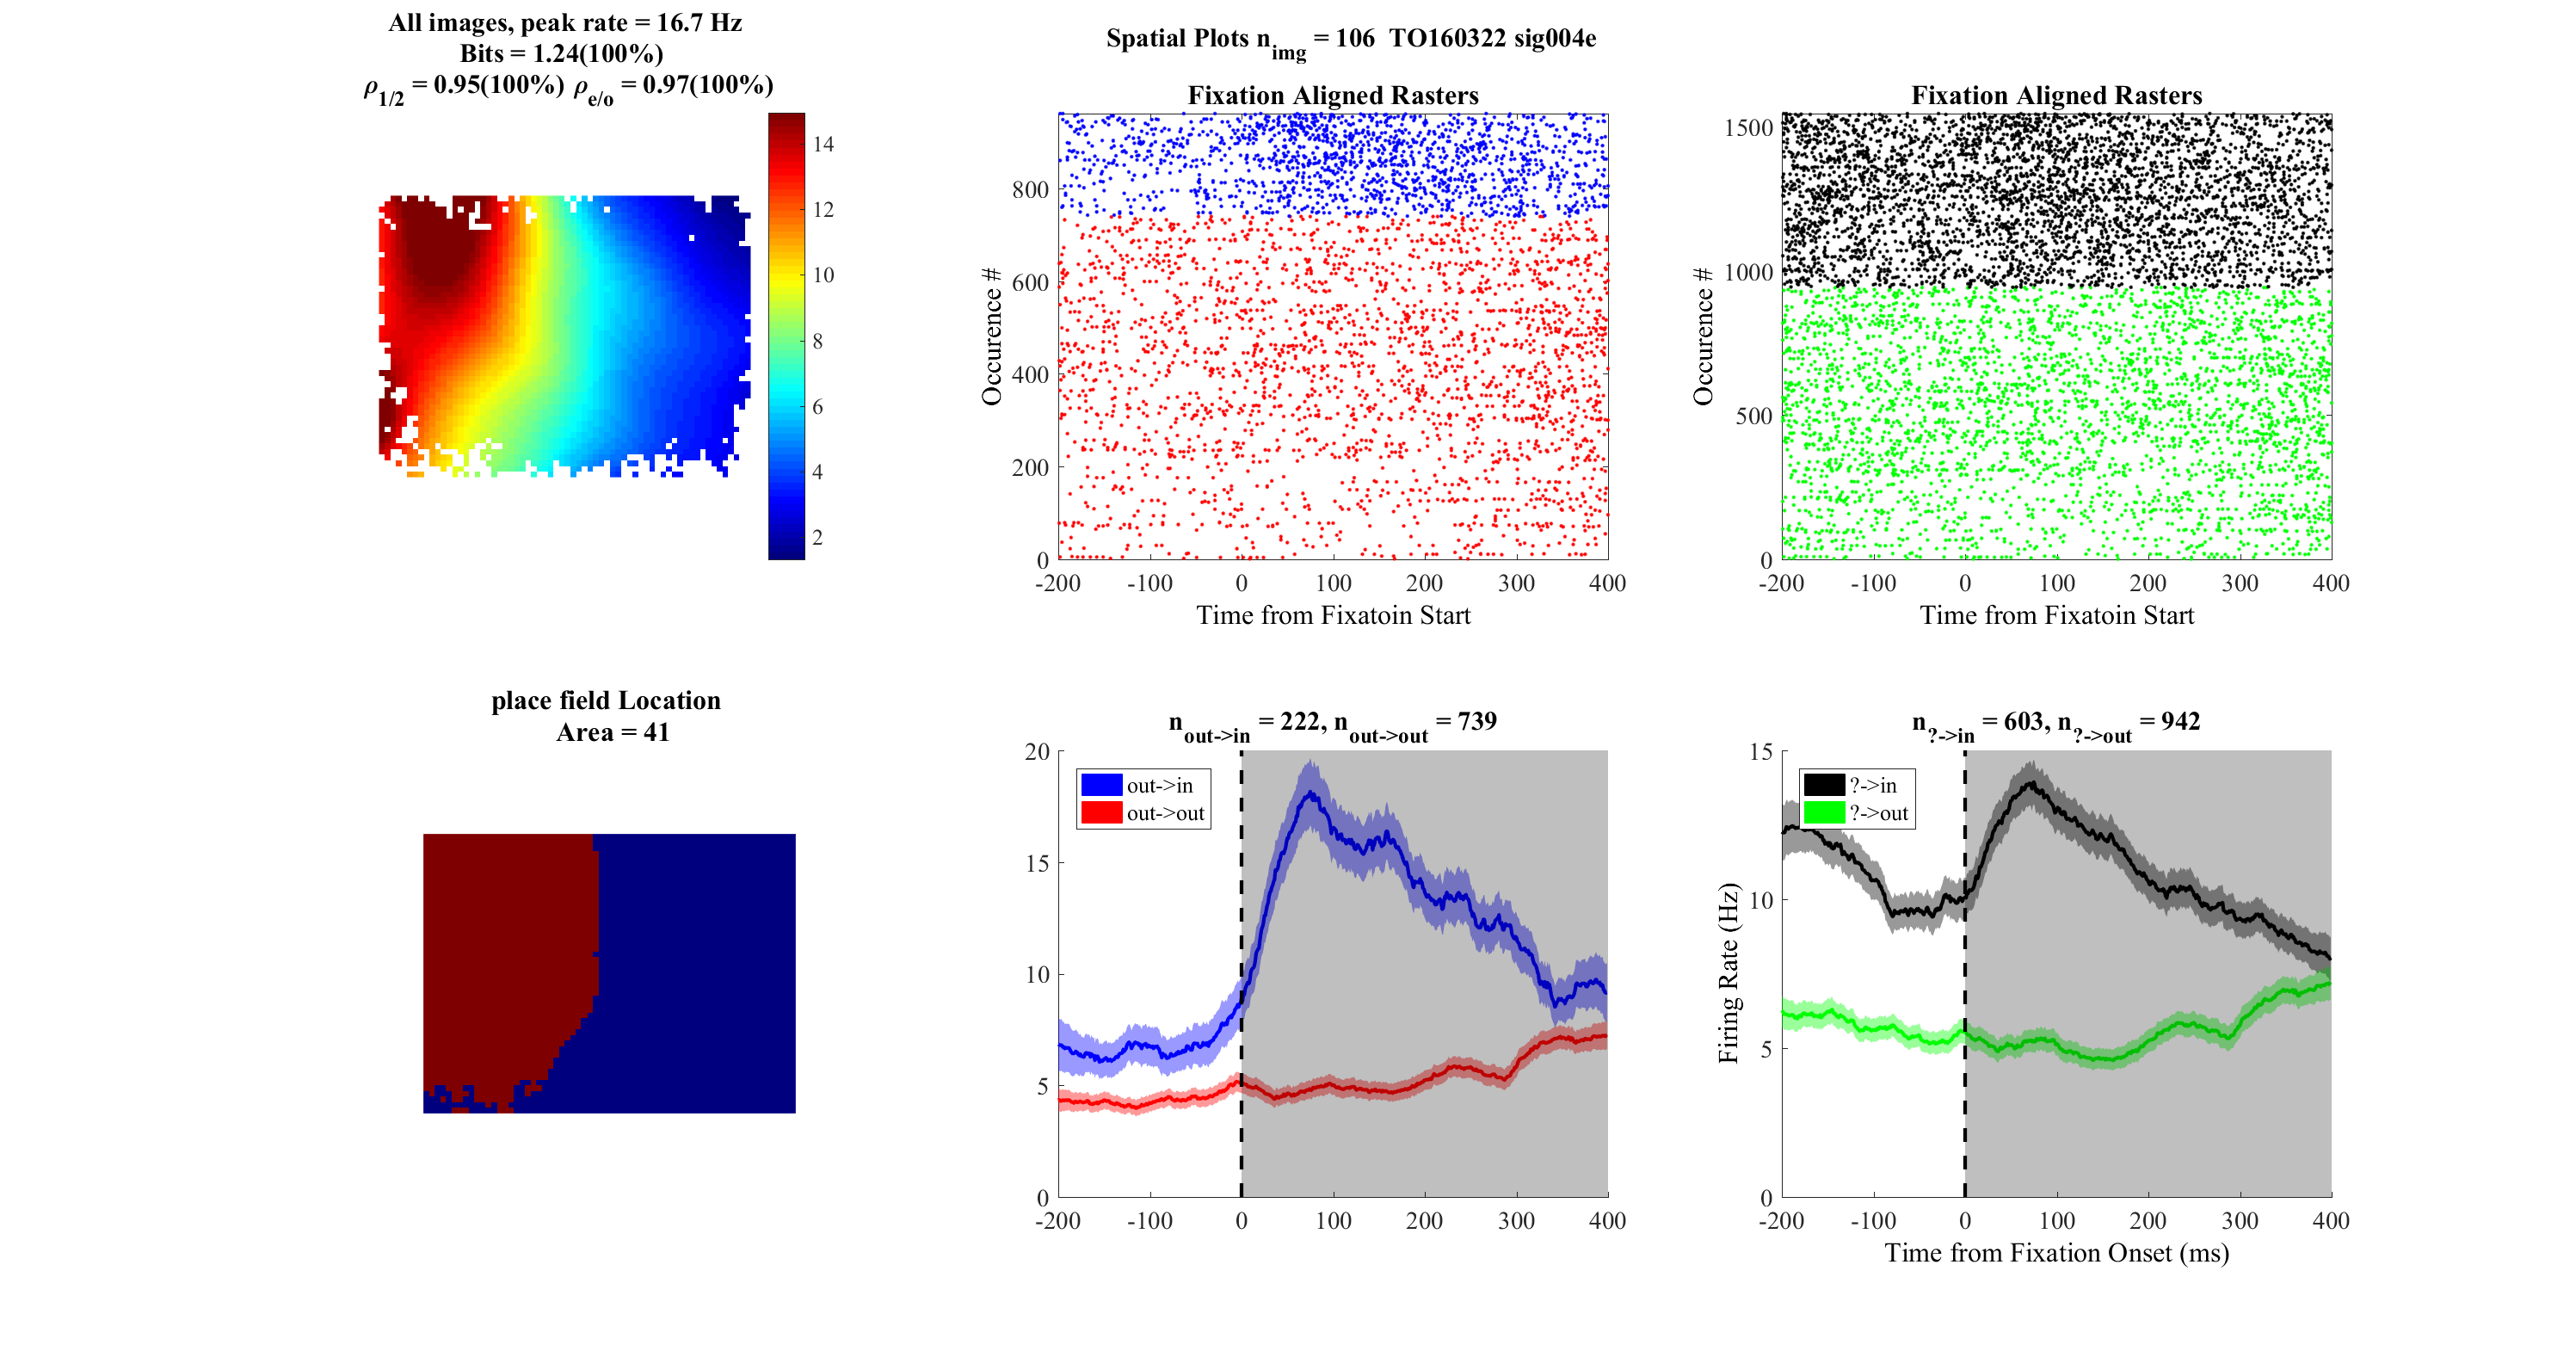 All images, peak rate = 16.7 Hz
Bits = 1.24(100%)
ρ1/2 = 0.95(100%) ρe/o = 0.97(100%)
14
12
10
8
6
4
2
Spatial Plots nimg = 106 TO160322 sig004e
Fixation Aligned Rasters
Occurence #
800
600
400
200
0
-200 -100 0 100 200 300 400
Time from Fixatoin Start
Fixation Aligned Rasters
Occurence #
1500
1000
500
0
-200 -100 0 100 200 300 400
Time from Fixatoin Start
place field Location
Area = 41
nout->in = 222, nout->out = 739
20
15
10
5
0
out->in
out->out
-200 -100 0 100 200 300 400
n?->in = 603, n?->out = 942
Firing Rate (Hz)
15
10
5
0
?->in
?->out
-200 -100 0 100 200 300 400
Time from Fixation Onset (ms)